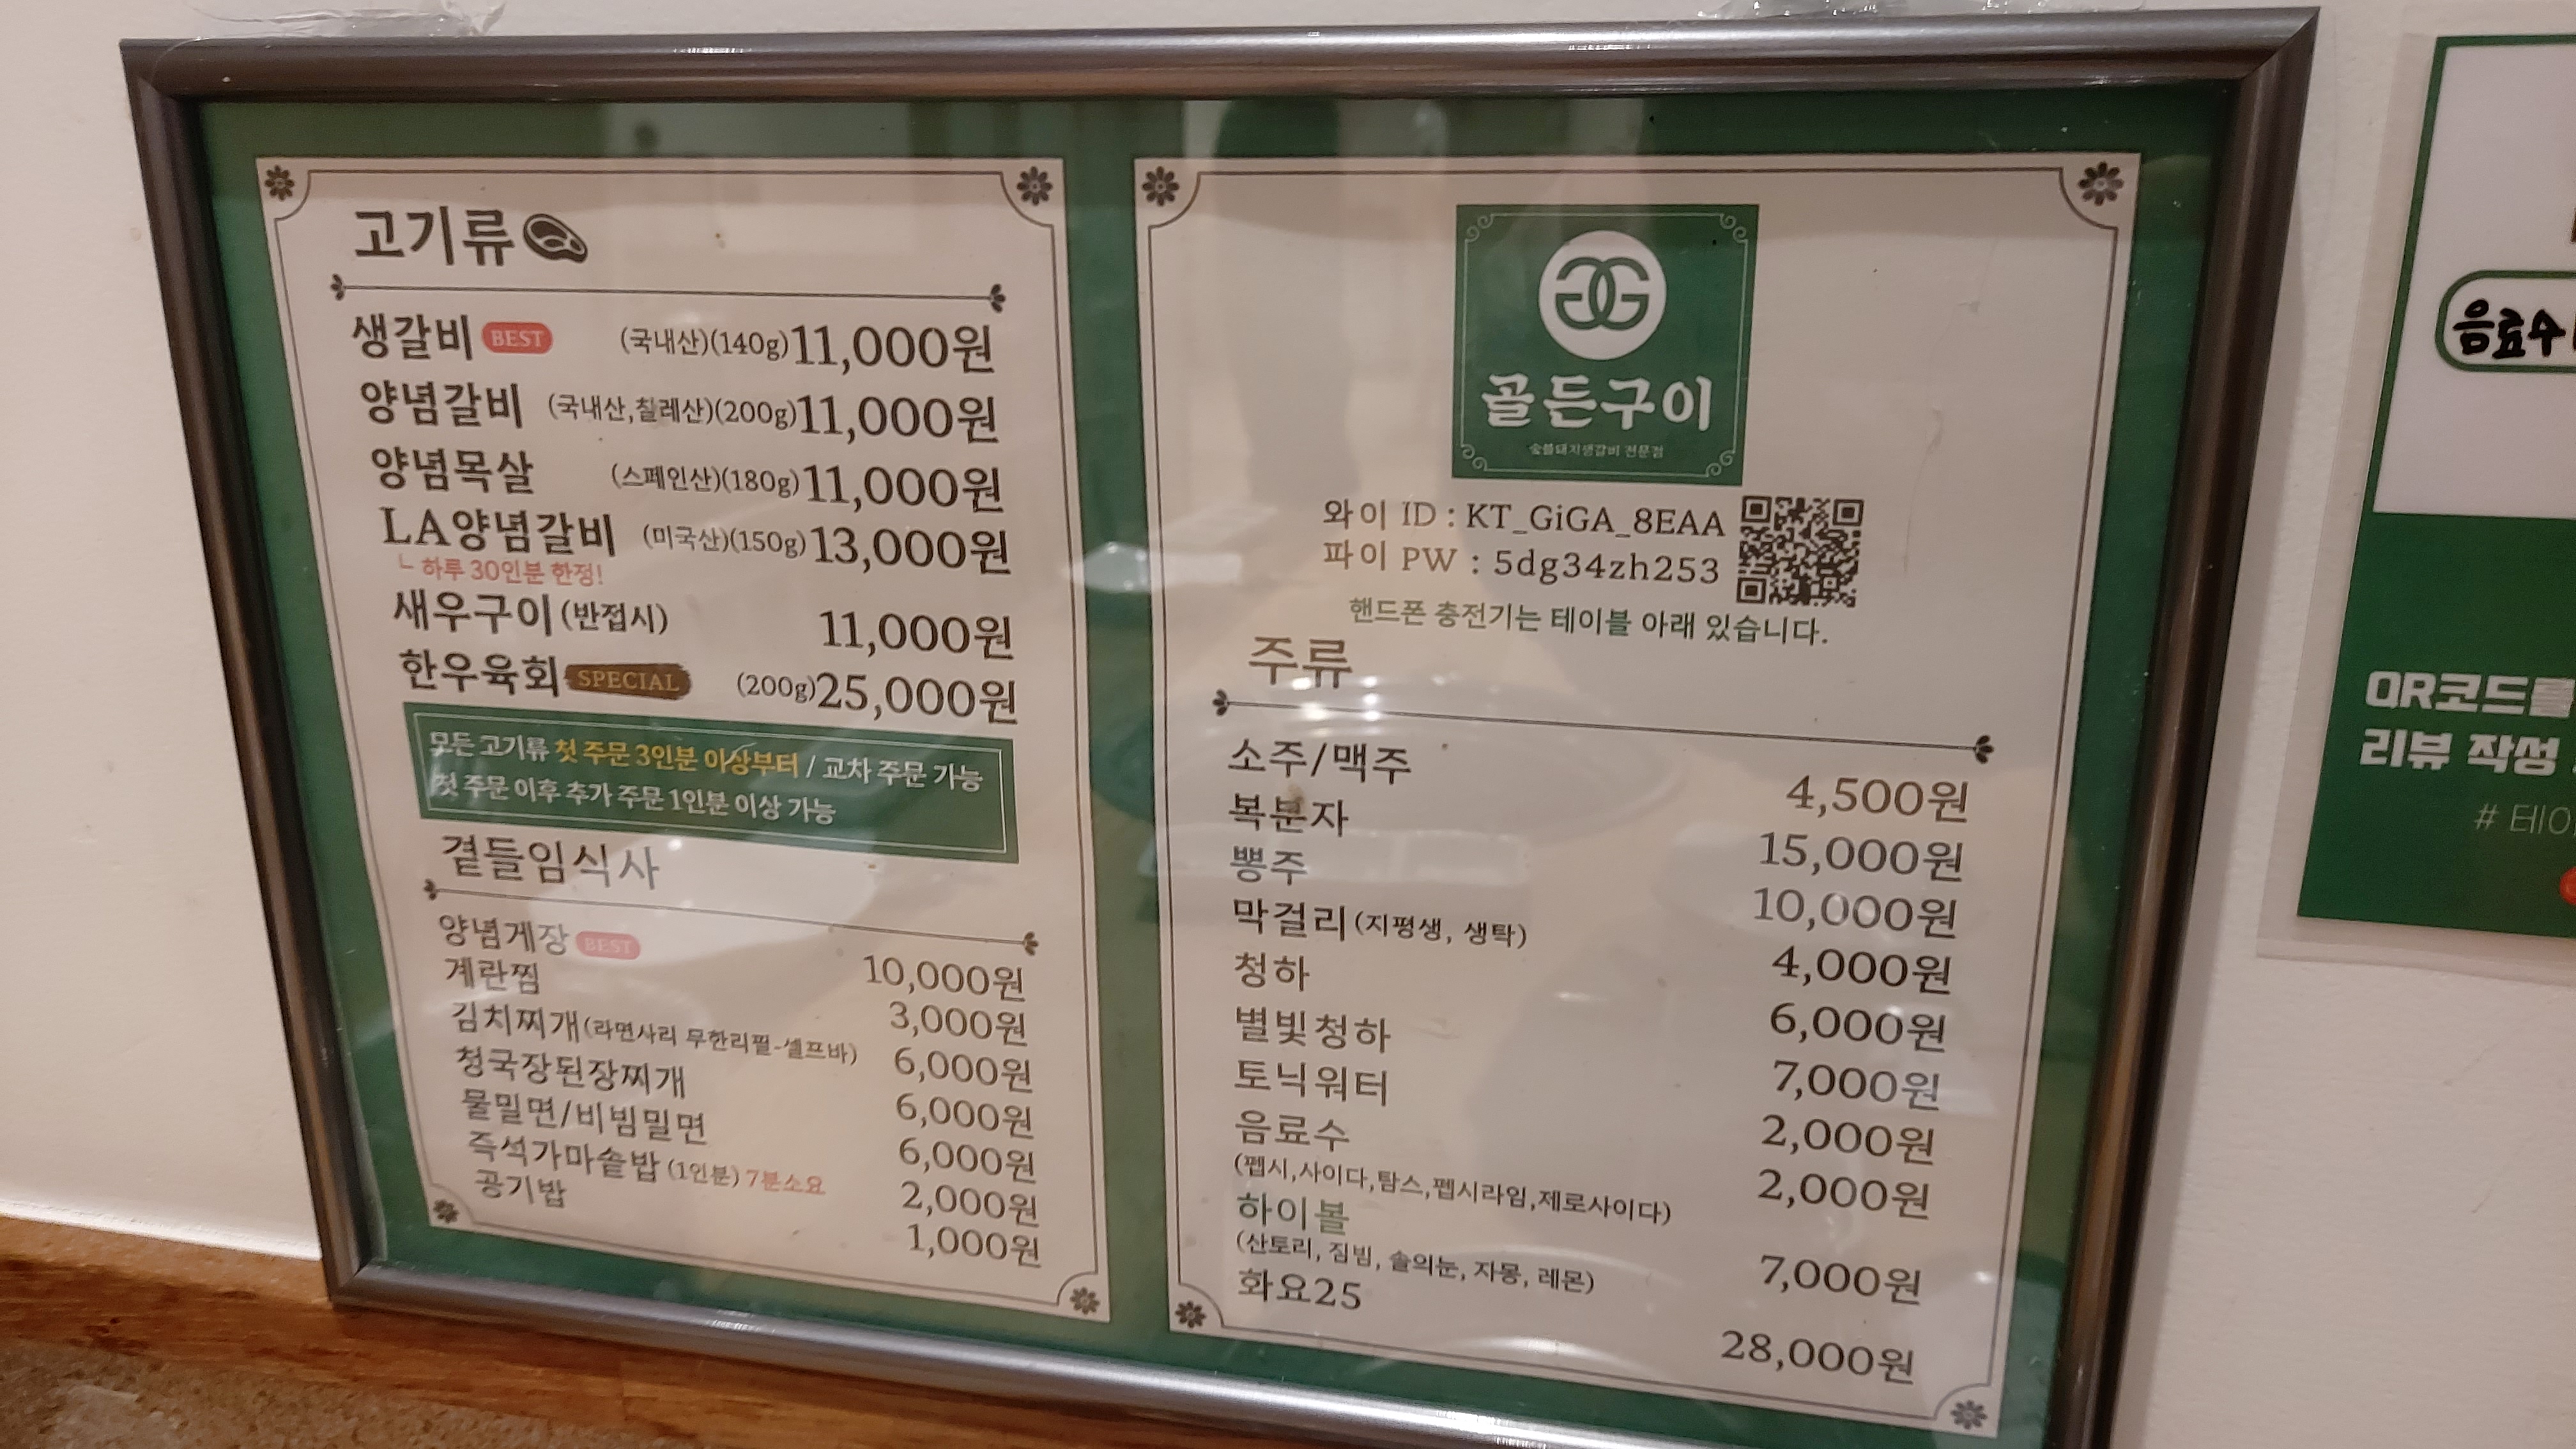 고기류
생갈비 BEST (국내산)(140g) 11,000원
양념갈비 (국내산,칠레산)(200g) 11,000원
양념목살 (스페인산)(180g) 11,000원
LA양념갈비 (미국산)(150g) 13,000원
└ 하루 30인분 한정!
새우구이(반접시) 11,000원
한우육회 SPECIAL (200g) 25,000원
모든 고기류 첫 주문 3인분 이상부터 / 교차 주문 가능
첫 주문 이후 추가 주문 1인분 이상 가능
곁들임식사
양념게장 BEST 10,000원
계란찜 3,000원
김치찌개(라면사리 무한리필-셀프바) 6,000원
청국장된장찌개 6,000원
물밀면/비빔밀면 6,000원
즉석가마솥밥 (1인분) 7분소요 2,000원
공기밥 1,000원
GG
골든구이
숯불돼지생갈비 전문점
와이 ID : KT_GiGA_8EAA
파이 PW : 5dg34zh253
핸드폰 충전기는 테이블 아래 있습니다.
주류
소주/맥주 4,500원
복분자 15,000원
뽕주 10,000원
막걸리(지평생, 생탁) 4,000원
청하 6,000원
별빛청하 7,000원
토닉워터 2,000원
음료수 2,000원
(펩시,사이다,탐스,펩시라임,제로사이다)
하이볼 7,000원
(산토리, 짐빔, 솔의눈, 자몽, 레몬)
화요25 28,000원
음료수
QR코드를
리뷰 작성
# 테이